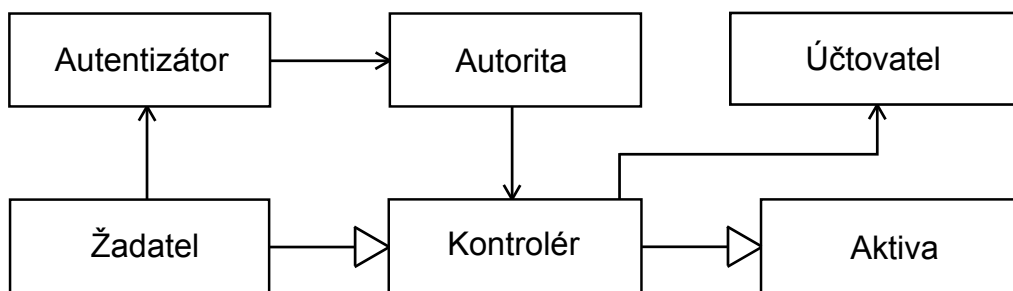 Autentizátor
Autorita
Účtovatel
Žadatel
Kontrolér
Aktiva